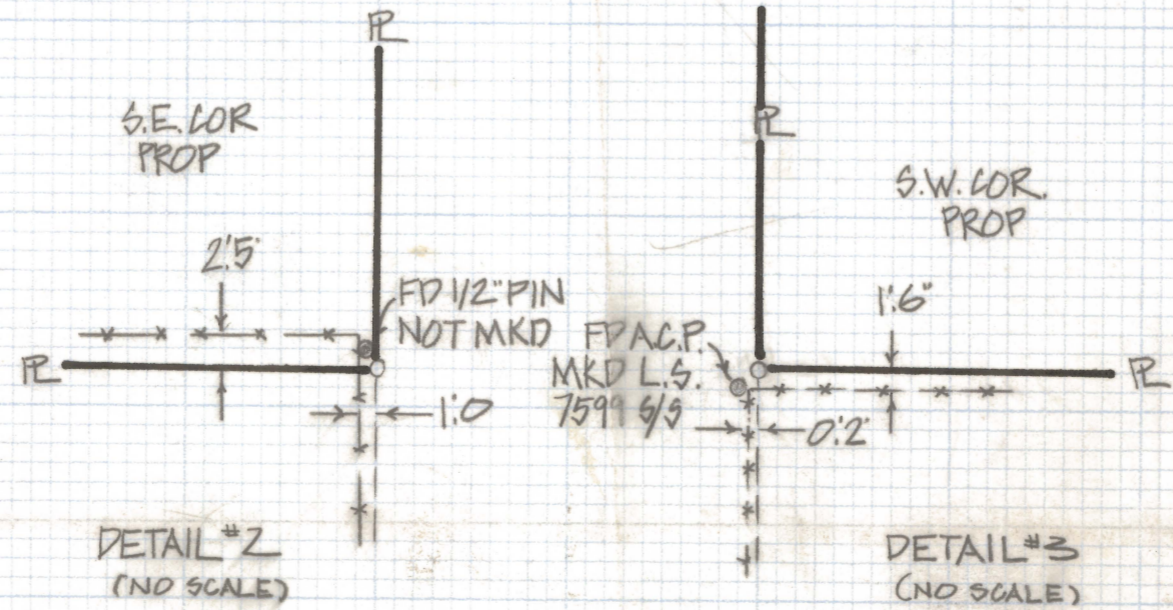 PL
S.E. COR
PROP
2'.5'
FD 1/2" PIN
NOT MKD
PL
1'.0
DETAIL #2
(NO SCALE)
PL
S.W. COR.
PROP
1'.6"
FD A.C.P.
MKD L.S.
7599 S/S
PL
0'.2'
DETAIL #3
(NO SCALE)